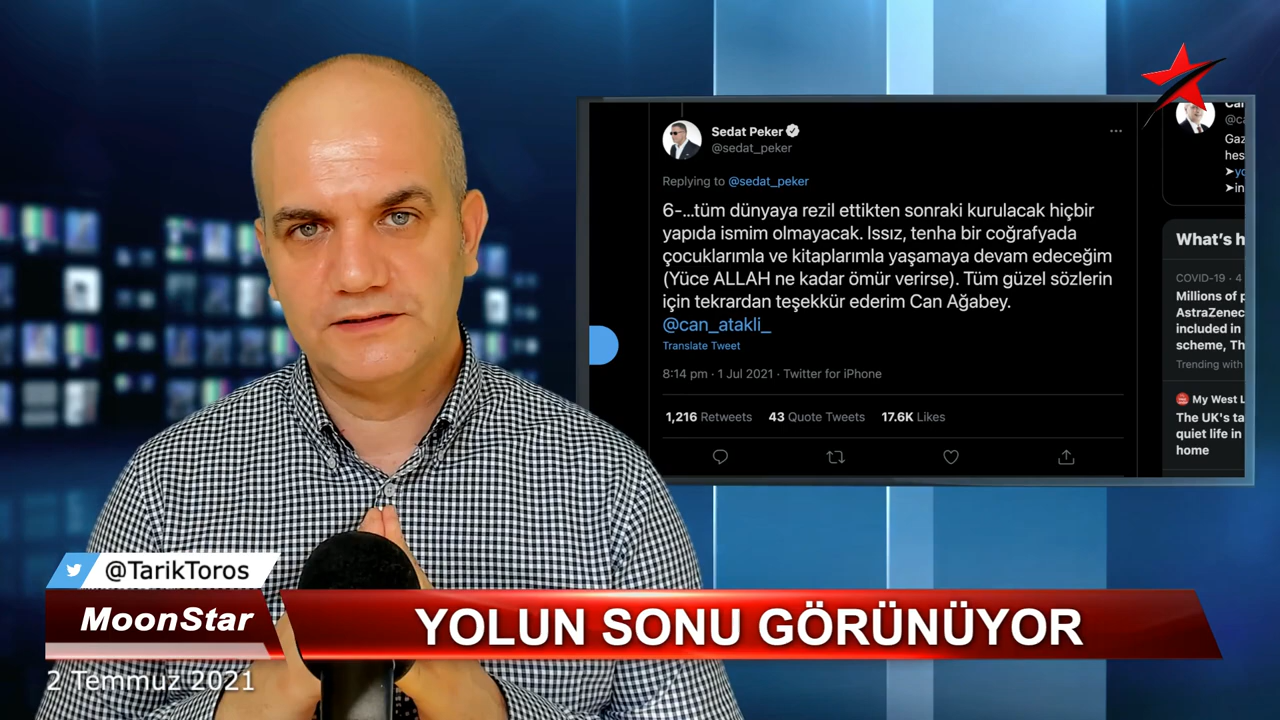 Sedat Peker
@sedat_peker
Replying to @sedat_peker
6-...tüm dünyaya rezil ettikten sonraki kurulacak hiçbir
yapıda ismim olmayacak. Issız, tenha bir coğrafyada
çocuklarımla ve kitaplarımla yaşamaya devam edeceğim
(Yüce ALLAH ne kadar ömür verirse). Tüm güzel sözlerin
için tekrardan teşekkür ederim Can Ağabey.
@can_atakli_
Translate Tweet
8:14 pm · 1 Jul 2021 · Twitter for iPhone
1,216 Retweets 43 Quote Tweets 17.6K Likes
What's h
COVID-19 · 4
Millions of p
AstraZenec
included in
scheme, Th
Trending with
My West L
The UK's ta
quiet life in
home
@TarikToros
MoonStar
YOLUN SONU GÖRÜNÜYOR
2 Temmuz 2021